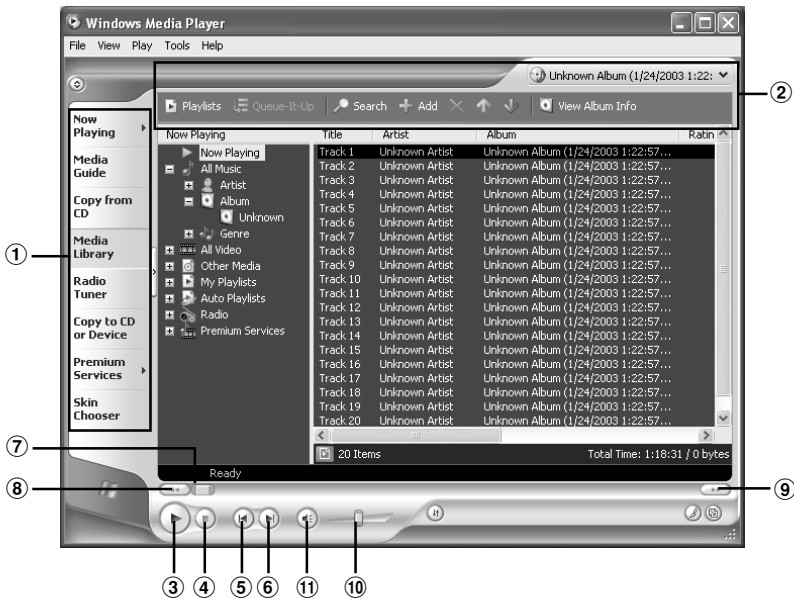 Windows Media Player
File View Play Tools Help
Unknown Album (1/24/2003 1:22:
②
Playlists Queue-It-Up Search Add View Album Info
Now Playing
Media Guide
Copy from CD
①
Media Library
Radio Tuner
Copy to CD or Device
Premium Services
Skin Chooser
Now Playing
Now Playing
All Music
Artist
Album
Unknown
Genre
All Video
Other Media
My Playlists
Auto Playlists
Radio
Premium Services
Title Artist Album Ratin
Track 1 Unknown Artist Unknown Album (1/24/2003 1:22:57...
Track 2 Unknown Artist Unknown Album (1/24/2003 1:22:57...
Track 3 Unknown Artist Unknown Album (1/24/2003 1:22:57...
Track 4 Unknown Artist Unknown Album (1/24/2003 1:22:57...
Track 5 Unknown Artist Unknown Album (1/24/2003 1:22:57...
Track 6 Unknown Artist Unknown Album (1/24/2003 1:22:57...
Track 7 Unknown Artist Unknown Album (1/24/2003 1:22:57...
Track 8 Unknown Artist Unknown Album (1/24/2003 1:22:57...
Track 9 Unknown Artist Unknown Album (1/24/2003 1:22:57...
Track 10 Unknown Artist Unknown Album (1/24/2003 1:22:57...
Track 11 Unknown Artist Unknown Album (1/24/2003 1:22:57...
Track 12 Unknown Artist Unknown Album (1/24/2003 1:22:57...
Track 13 Unknown Artist Unknown Album (1/24/2003 1:22:57...
Track 14 Unknown Artist Unknown Album (1/24/2003 1:22:57...
Track 15 Unknown Artist Unknown Album (1/24/2003 1:22:57...
Track 16 Unknown Artist Unknown Album (1/24/2003 1:22:57...
Track 17 Unknown Artist Unknown Album (1/24/2003 1:22:57...
Track 18 Unknown Artist Unknown Album (1/24/2003 1:22:57...
Track 19 Unknown Artist Unknown Album (1/24/2003 1:22:57...
Track 20 Unknown Artist Unknown Album (1/24/2003 1:22:57...
20 Items Total Time: 1:18:31 / 0 bytes
⑦
Ready
⑧ ⑨
③ ④ ⑤ ⑥ ⑪ ⑩